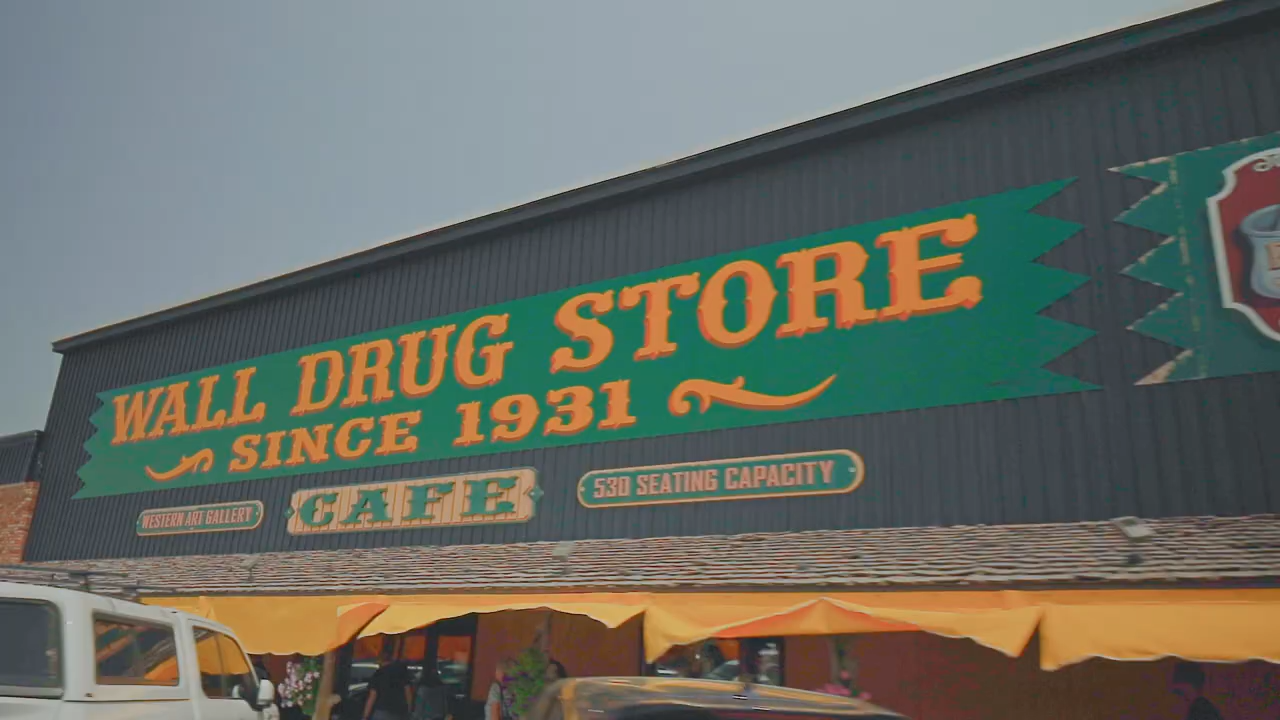 WALL DRUG STORE
SINCE 1931
WESTERN ART GALLERY
CAFE
530 SEATING CAPACITY